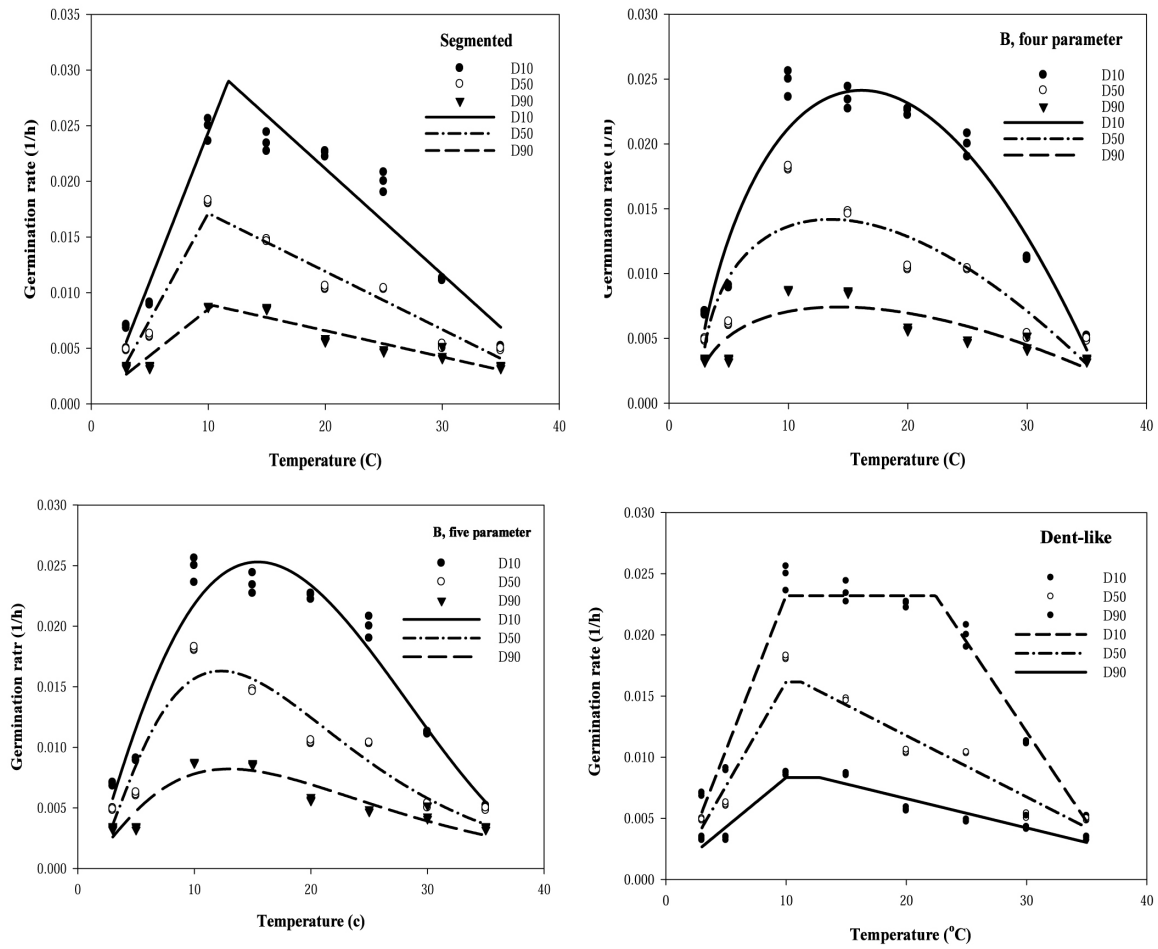 Segmented
D10
D50
D90
D10
D50
D90
0.035
0.030
0.025
0.020
0.015
0.010
0.005
0.000
Germination rate (1/h)
0 10 20 30 40
Temperature (C)
B, four parameter
D10
D50
D90
D10
D50
D90
0.030
0.025
0.020
0.015
0.010
0.005
0.000
Germination rate (1/h)
0 10 20 30 40
Temperature (C)
B, five parameter
D10
D50
D90
D10
D50
D90
0.030
0.025
0.020
0.015
0.010
0.005
0.000
Germination ratr (1/h)
0 10 20 30 40
Temperature (c)
Dent-like
D10
D50
D90
D10
D50
D90
0.030
0.025
0.020
0.015
0.010
0.005
0.000
Germination rate (1/h)
0 10 20 30 40
Temperature (°C)